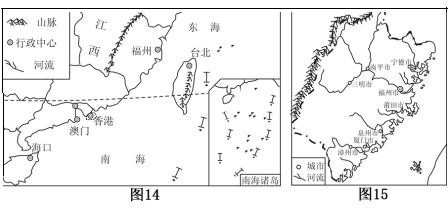 山脉
行政中心
河流
江
西
东 海
福州
台北
香港
澳门
海口
南 海
南海诸岛
图14
南平市
宁德市
三明市
福州市
莆田市
泉州市
厦门市
漳州市
城市
河流
图15